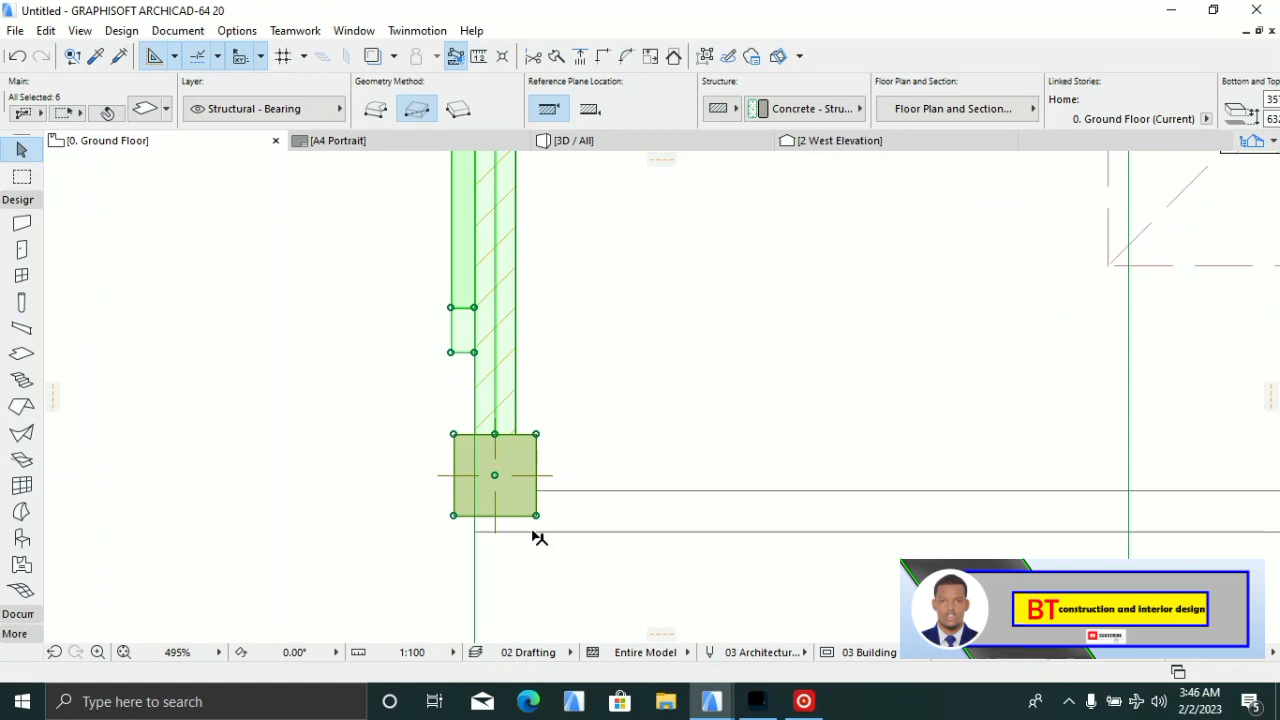 Untitled - GRAPHISOFT ARCHICAD-64 20
File Edit View Design Document Options Teamwork Window Twinmotion Help
Main: Layer: Geometry Method: Reference Plane Location: Structure: Floor Plan and Section: Linked Stories: Bottom and Top
All Selected: 6
Structural - Bearing
Concrete - Stru...
Floor Plan and Section...
Home:
0. Ground Floor (Current)
35
632
[0. Ground Floor] [A4 Portrait] [3D / All] [2 West Elevation]
Design
Docum
More
495% 0.00° 1:100 02 Drafting Entire Model 03 Architectur... 03 Building
BT construction and interior design
SUBSCRIBE
Type here to search
3:46 AM
2/2/2023
5